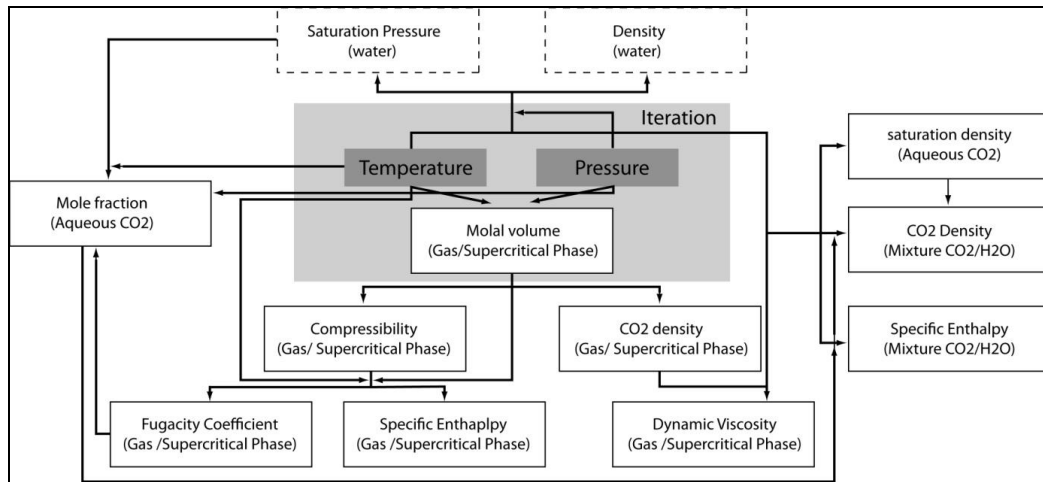 Saturation Pressure
(water)
Density
(water)
Iteration
Temperature
Pressure
saturation density
(Aqueous CO2)
Mole fraction
(Aqueous CO2)
Molal volume
(Gas/Supercritical Phase)
CO2 Density
(Mixture CO2/H2O)
Compressibility
(Gas/ Supercritical Phase)
CO2 density
(Gas/ Supercritical Phase)
Specific Enthalpy
(Mixture CO2/H2O)
Fugacity Coefficient
(Gas /Supercritical Phase)
Specific Enthaplpy
(Gas /Supercritical Phase)
Dynamic Viscosity
(Gas /Supercritical Phase)